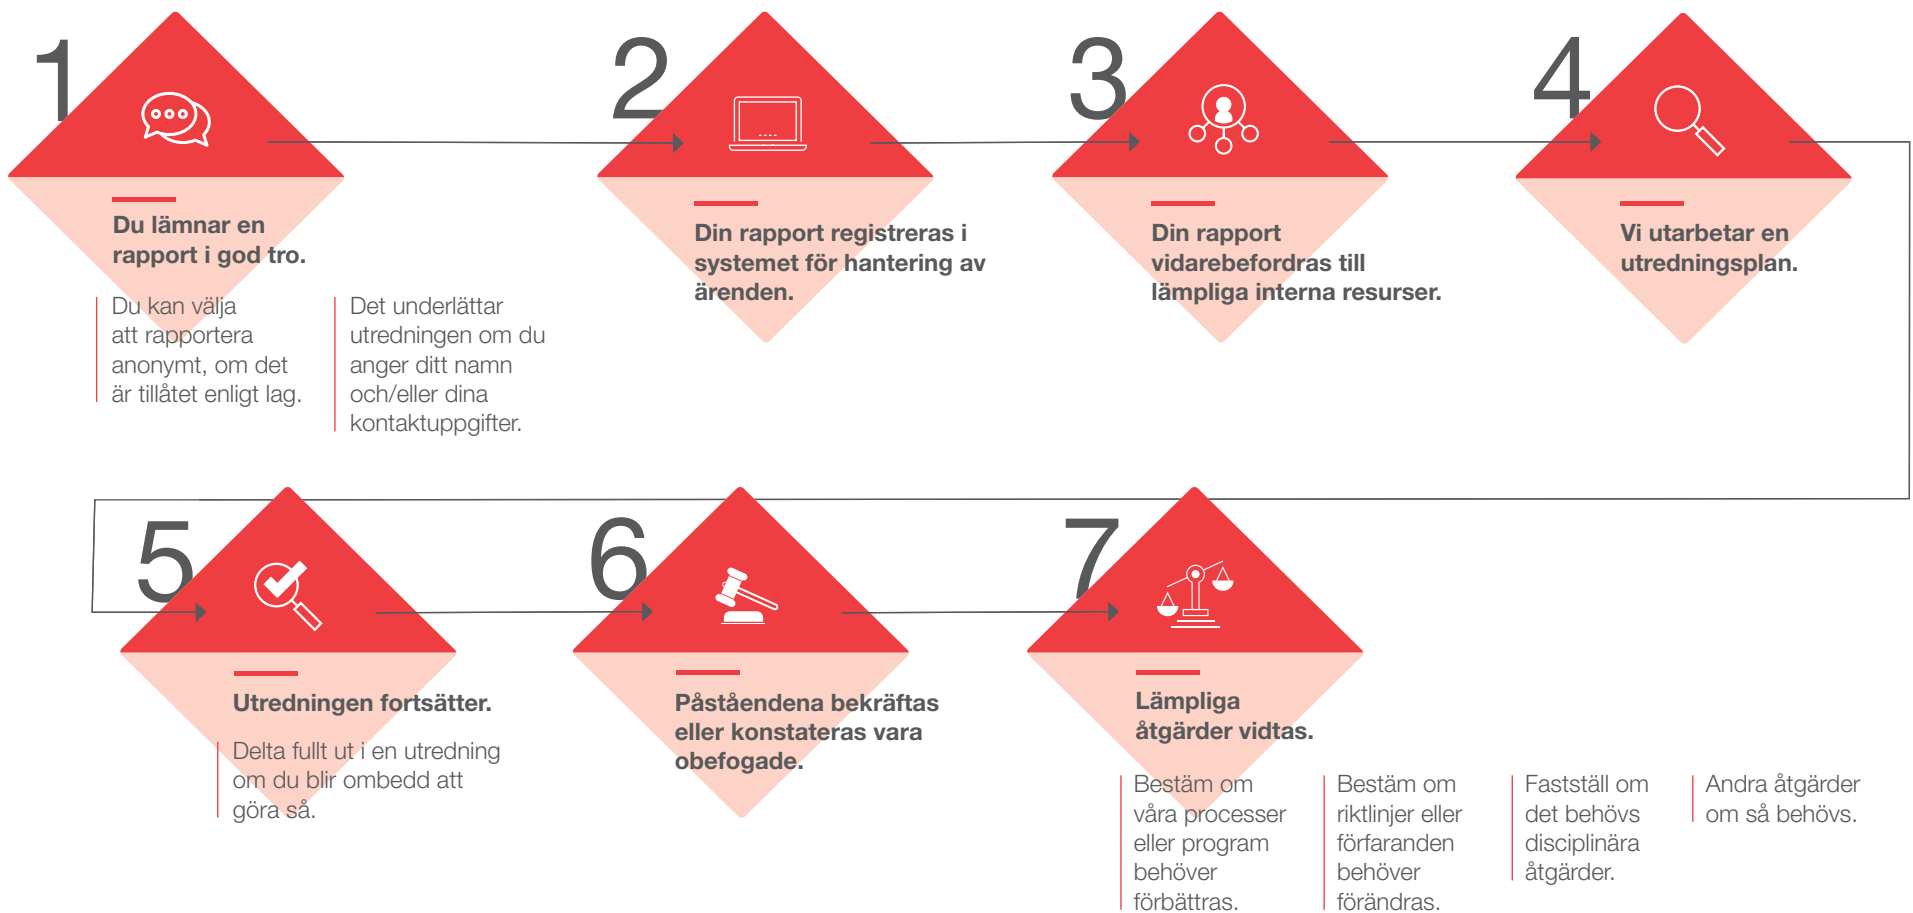 1
Du lämnar en
rapport i god tro.
Du kan välja
att rapportera
anonymt, om det
är tillåtet enligt lag.
Det underlättar
utredningen om du
anger ditt namn
och/eller dina
kontaktuppgifter.
2
Din rapport registreras i
systemet för hantering av
ärenden.
3
Din rapport
vidarebefordras till
lämpliga interna resurser.
4
Vi utarbetar en
utredningsplan.
5
Utredningen fortsätter.
Delta fullt ut i en utredning
om du blir ombedd att
göra så.
6
Påståendena bekräftas
eller konstateras vara
obefogade.
7
Lämpliga
åtgärder vidtas.
Bestäm om
våra processer
eller program
behöver
förbättras.
Bestäm om
riktlinjer eller
förfaranden
behöver
förändras.
Fastställ om
det behövs
disciplinära
åtgärder.
Andra åtgärder
om så behövs.